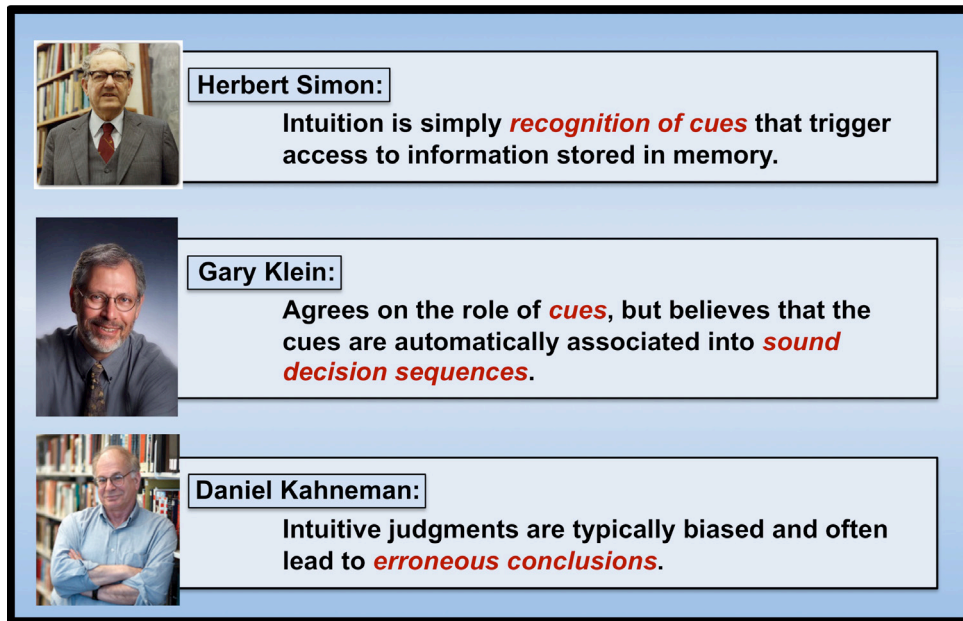 Herbert Simon:
Intuition is simply recognition of cues that trigger
access to information stored in memory.
Gary Klein:
Agrees on the role of cues, but believes that the
cues are automatically associated into sound
decision sequences.
Daniel Kahneman:
Intuitive judgments are typically biased and often
lead to erroneous conclusions.